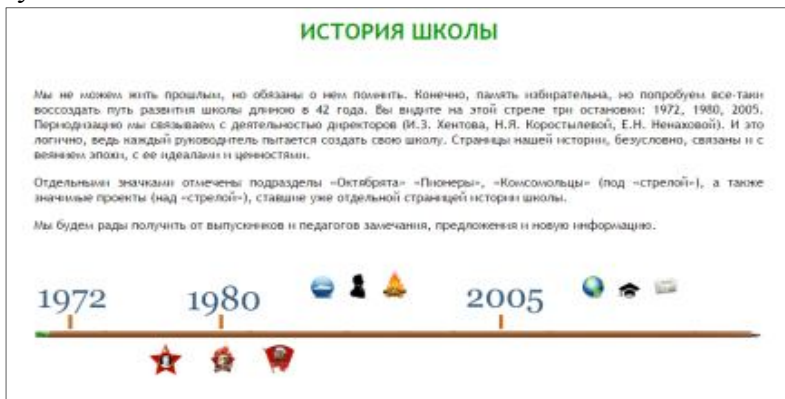 ИСТОРИЯ ШКОЛЫ
Мы не можем жить прошлым, но обязаны о нем помнить. Конечно, память избирательна, но попробуем все-таки
воссоздать путь развития школы длиною в 42 года. Вы видите на этой стреле три остановки: 1972, 1980, 2005.
Периодизацию мы связываем с деятельностью директоров (И.З. Хентова, Н.Я. Коростылевой, Е.Н. Ненаховой). И это
логично, ведь каждый руководитель пытается создать свою школу. Страницы нашей истории, безусловно, связаны и с
веянием эпохи, с ее идеалами и ценностями.
Отдельными значками отмечены подразделы «Октябрята» «Пионеры», «Комсомольцы» (под «стрелой»), а также
значимые проекты (над «стрелой»), ставшие уже отдельной страницей истории школы.
Мы будем рады получить от выпускников и педагогов замечания, предложения и новую информацию.
1972 1980 2005